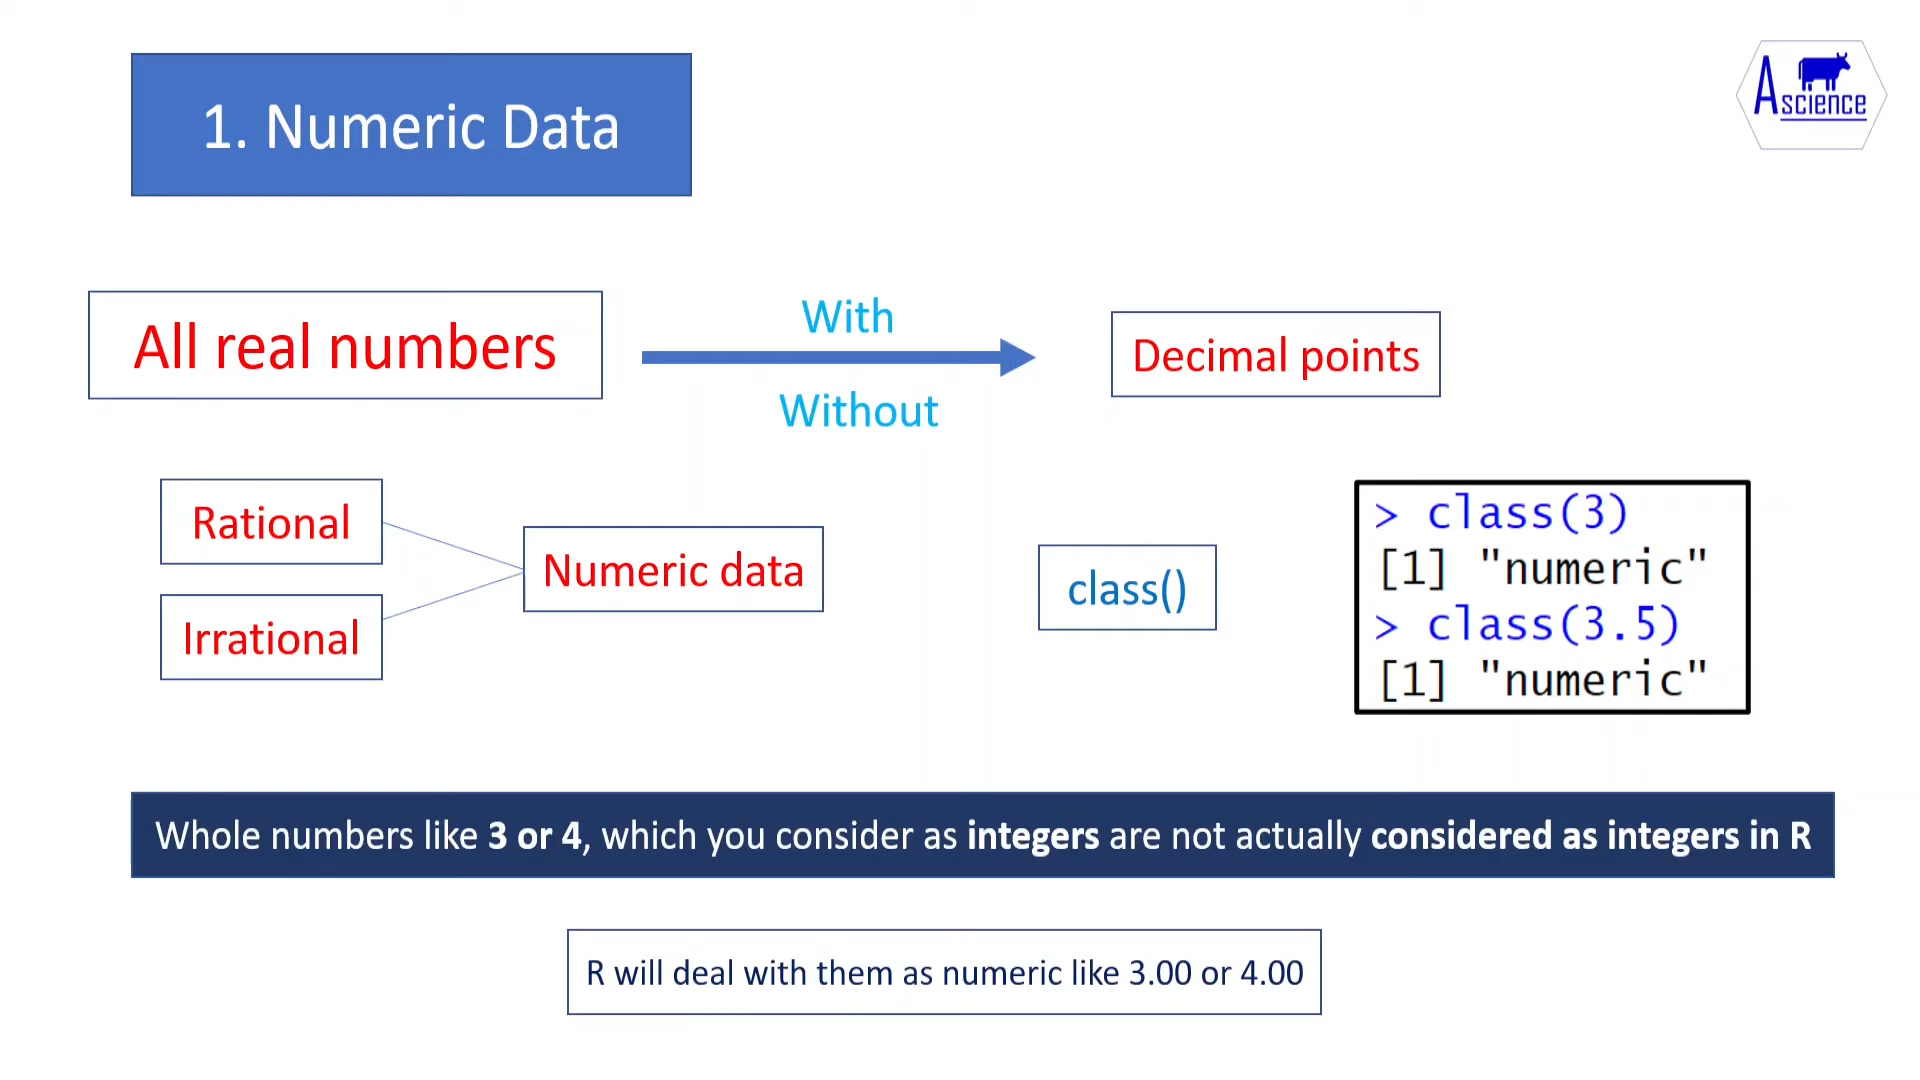 1. Numeric Data
A science
All real numbers
With
Without
Decimal points
Rational
Irrational
Numeric data
class()
> class(3)
[1] "numeric"
> class(3.5)
[1] "numeric"
Whole numbers like 3 or 4, which you consider as integers are not actually considered as integers in R
R will deal with them as numeric like 3.00 or 4.00